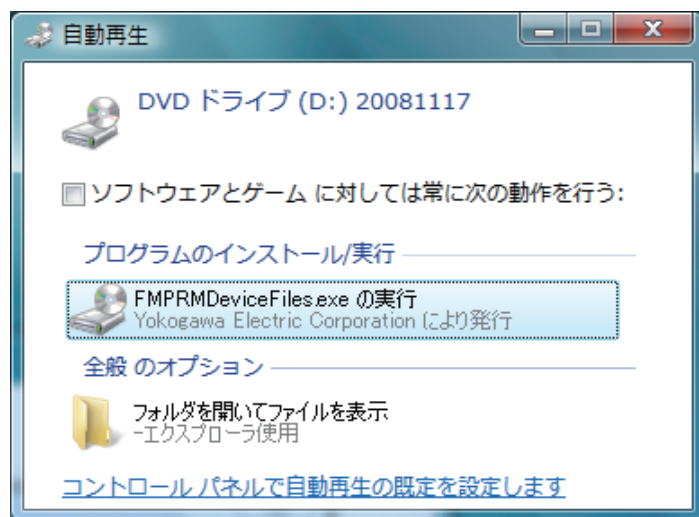 自動再生
DVD ドライブ (D:) 20081117
ソフトウェアとゲーム に対しては常に次の動作を行う:
プログラムのインストール/実行
FMPRMDeviceFiles.exe の実行
Yokogawa Electric Corporation により発行
全般 のオプション
フォルダを開いてファイルを表示
-エクスプローラ使用
コントロール パネルで自動再生の既定を設定します